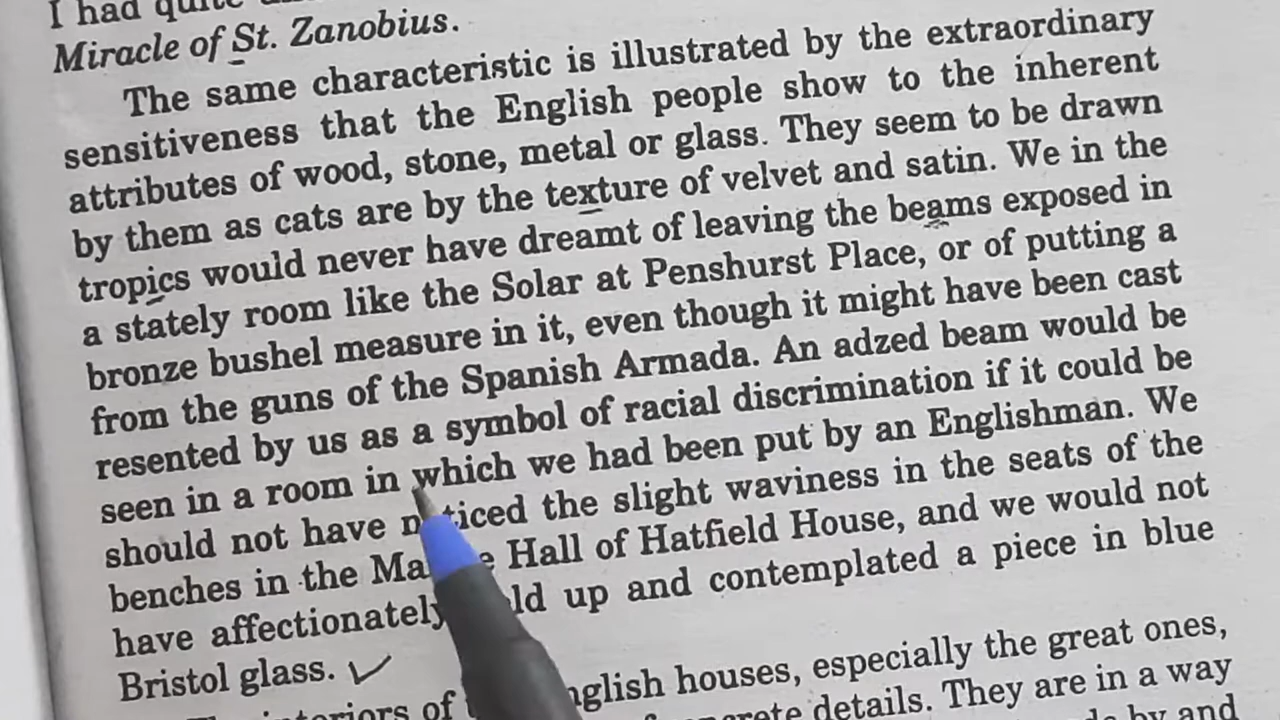 I had quite
Miracle of St. Zanobius.
The same characteristic is illustrated by the extraordinary
sensitiveness that the English people show to the inherent
attributes of wood, stone, metal or glass. They seem to be drawn
by them as cats are by the texture of velvet and satin. We in the
tropics would never have dreamt of leaving the beams exposed in
a stately room like the Solar at Penshurst Place, or of putting a
bronze bushel measure in it, even though it might have been cast
from the guns of the Spanish Armada. An adzed beam would be
resented by us as a symbol of racial discrimination if it could be
seen in a room in which we had been put by an Englishman. We
should not have noticed the slight waviness in the seats of the
benches in the Hall of Hatfield House, and we would not
have affectionately up and contemplated a piece in blue
Bristol glass.
interiors of English houses, especially the great ones,
details. They are in a way
by and